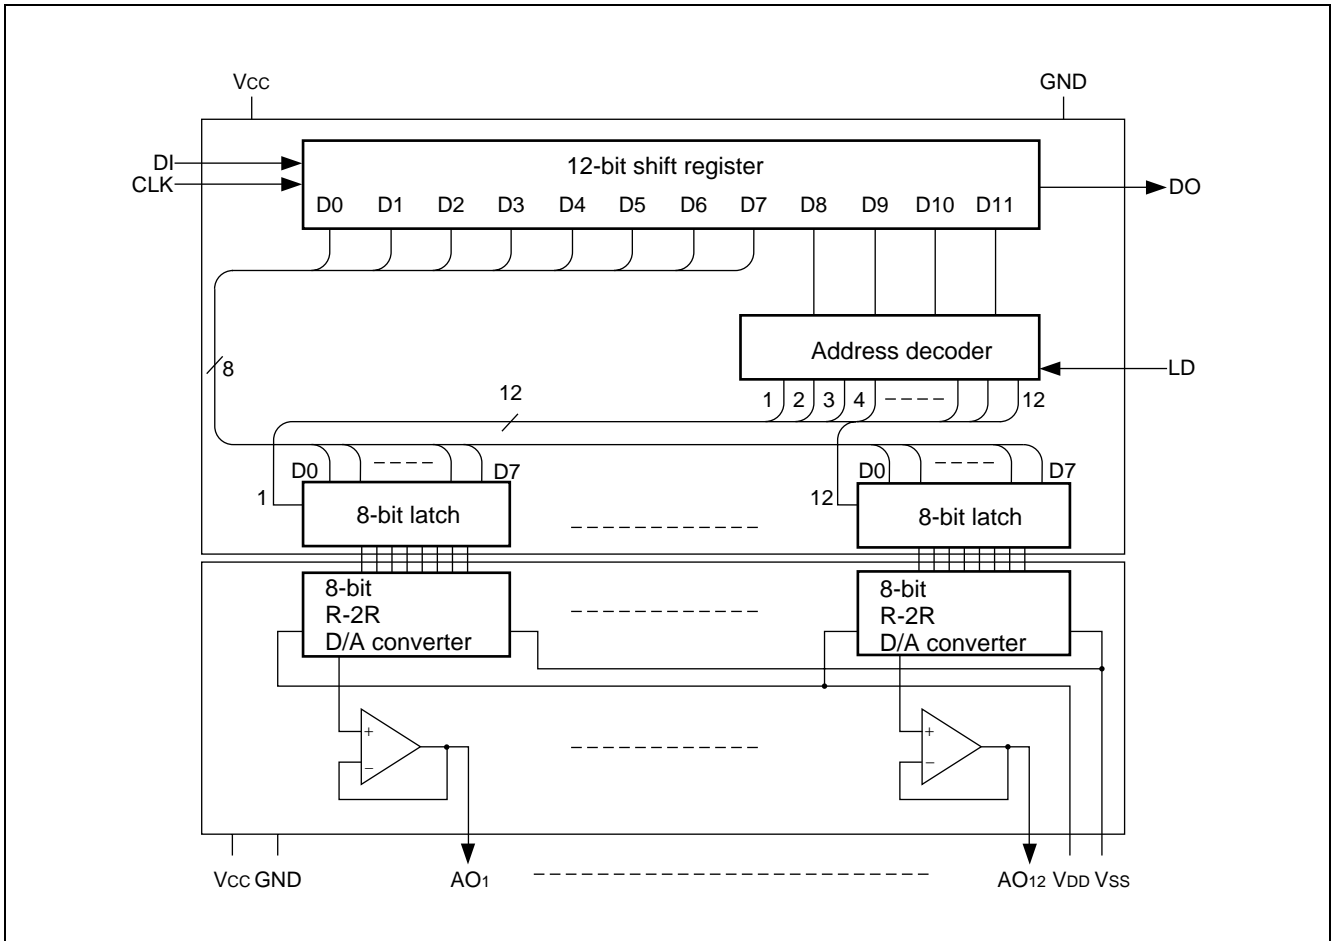 VCC GND
DI
12-bit shift register
CLK
DO
D0 D1 D2 D3 D4 D5 D6 D7 D8 D9 D10 D11
Address decoder
LD
8
12
1 2 3 4 12
D0 D7 D0 D7
1 12
8-bit latch 8-bit latch
8-bit
R-2R
D/A converter
8-bit
R-2R
D/A converter
+
−
+
−
VCC GND AO1 AO12 VDD VSS